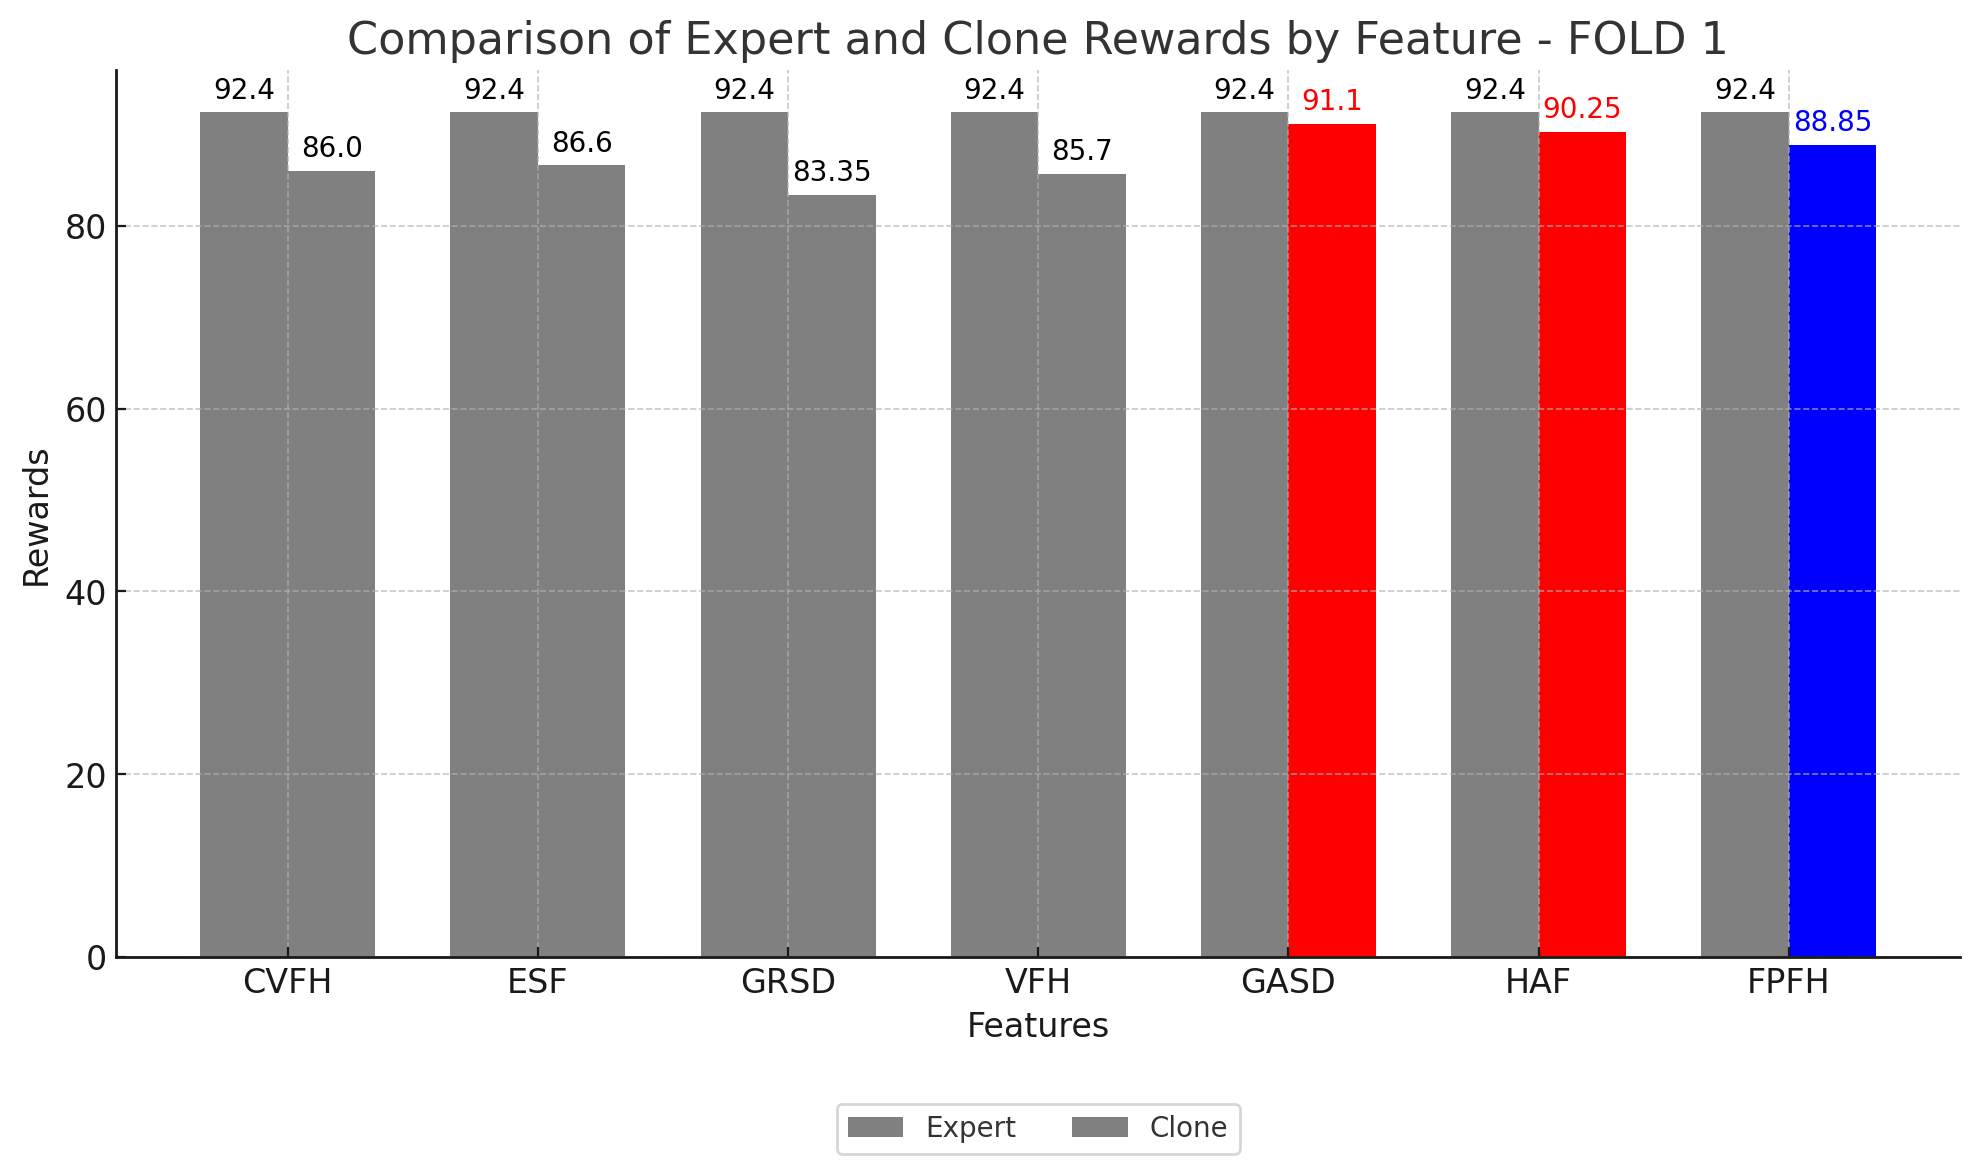 Comparison of Expert and Clone Rewards by Feature - FOLD 1
92.4 86.0 92.4 86.6 92.4 83.35 92.4 85.7 92.4 91.1 92.4 90.25 92.4 88.85
80
60
40
20
0
Rewards
CVFH ESF GRSD VFH GASD HAF FPFH
Features
Expert Clone